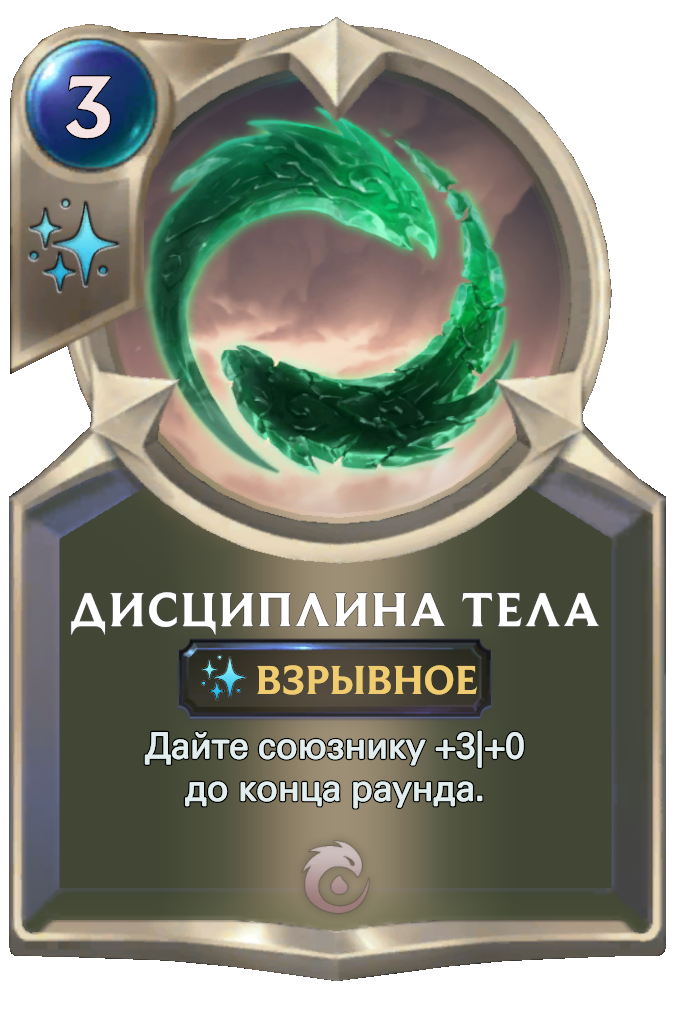 3
ДИСЦИПЛИНА ТЕЛА
ВЗРЫВНОЕ
Дайте союзнику +3|+0
до конца раунда.